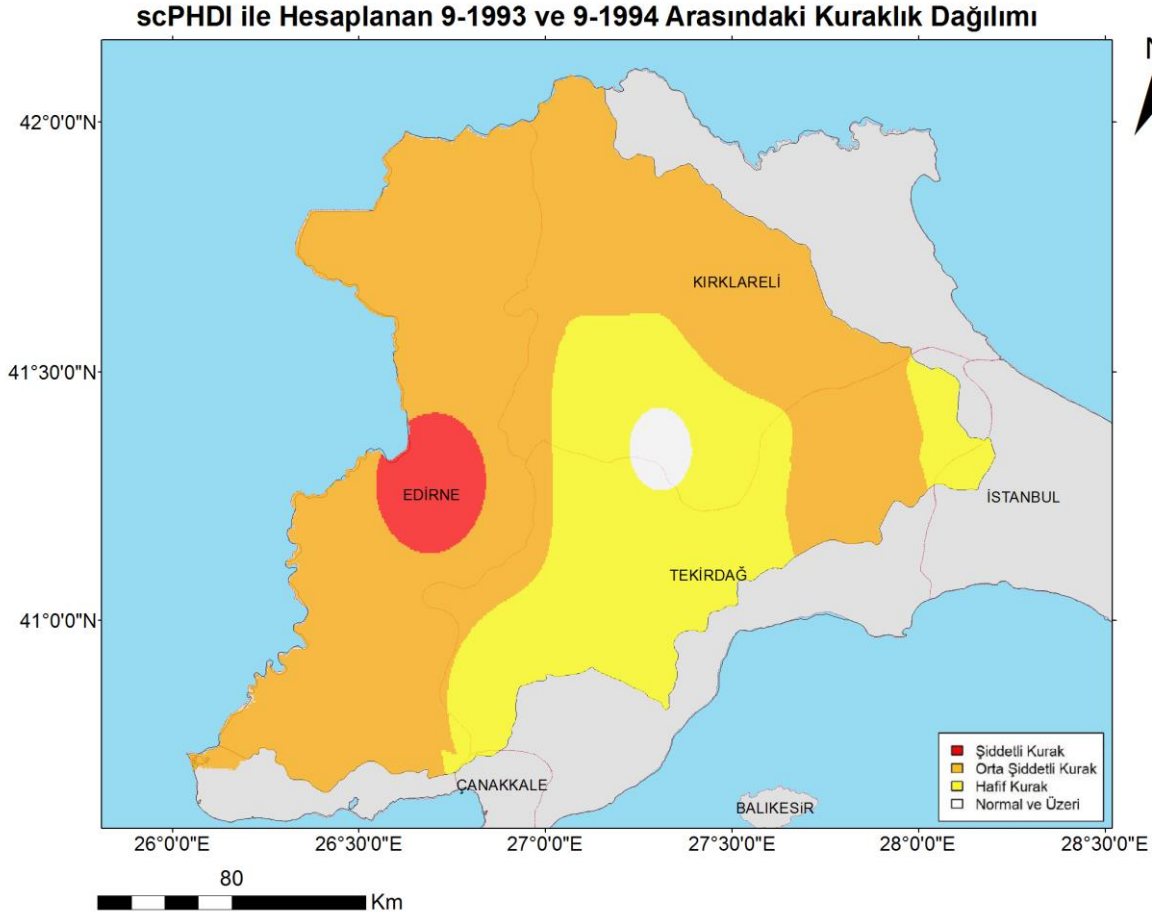 scPHDI ile Hesaplanan 9-1993 ve 9-1994 Arasındaki Kuraklık Dağılımı
N
42°0'0"N
KIRKLARELİ
41°30'0"N
EDİRNE
İSTANBUL
TEKİRDAĞ
41°0'0"N
Şiddetli Kurak
Orta Şiddetli Kurak
Hafif Kurak
Normal ve Üzeri
ÇANAKKALE
BALIKESİR
26°0'0"E 26°30'0"E 27°0'0"E 27°30'0"E 28°0'0"E 28°30'0"E
80
Km